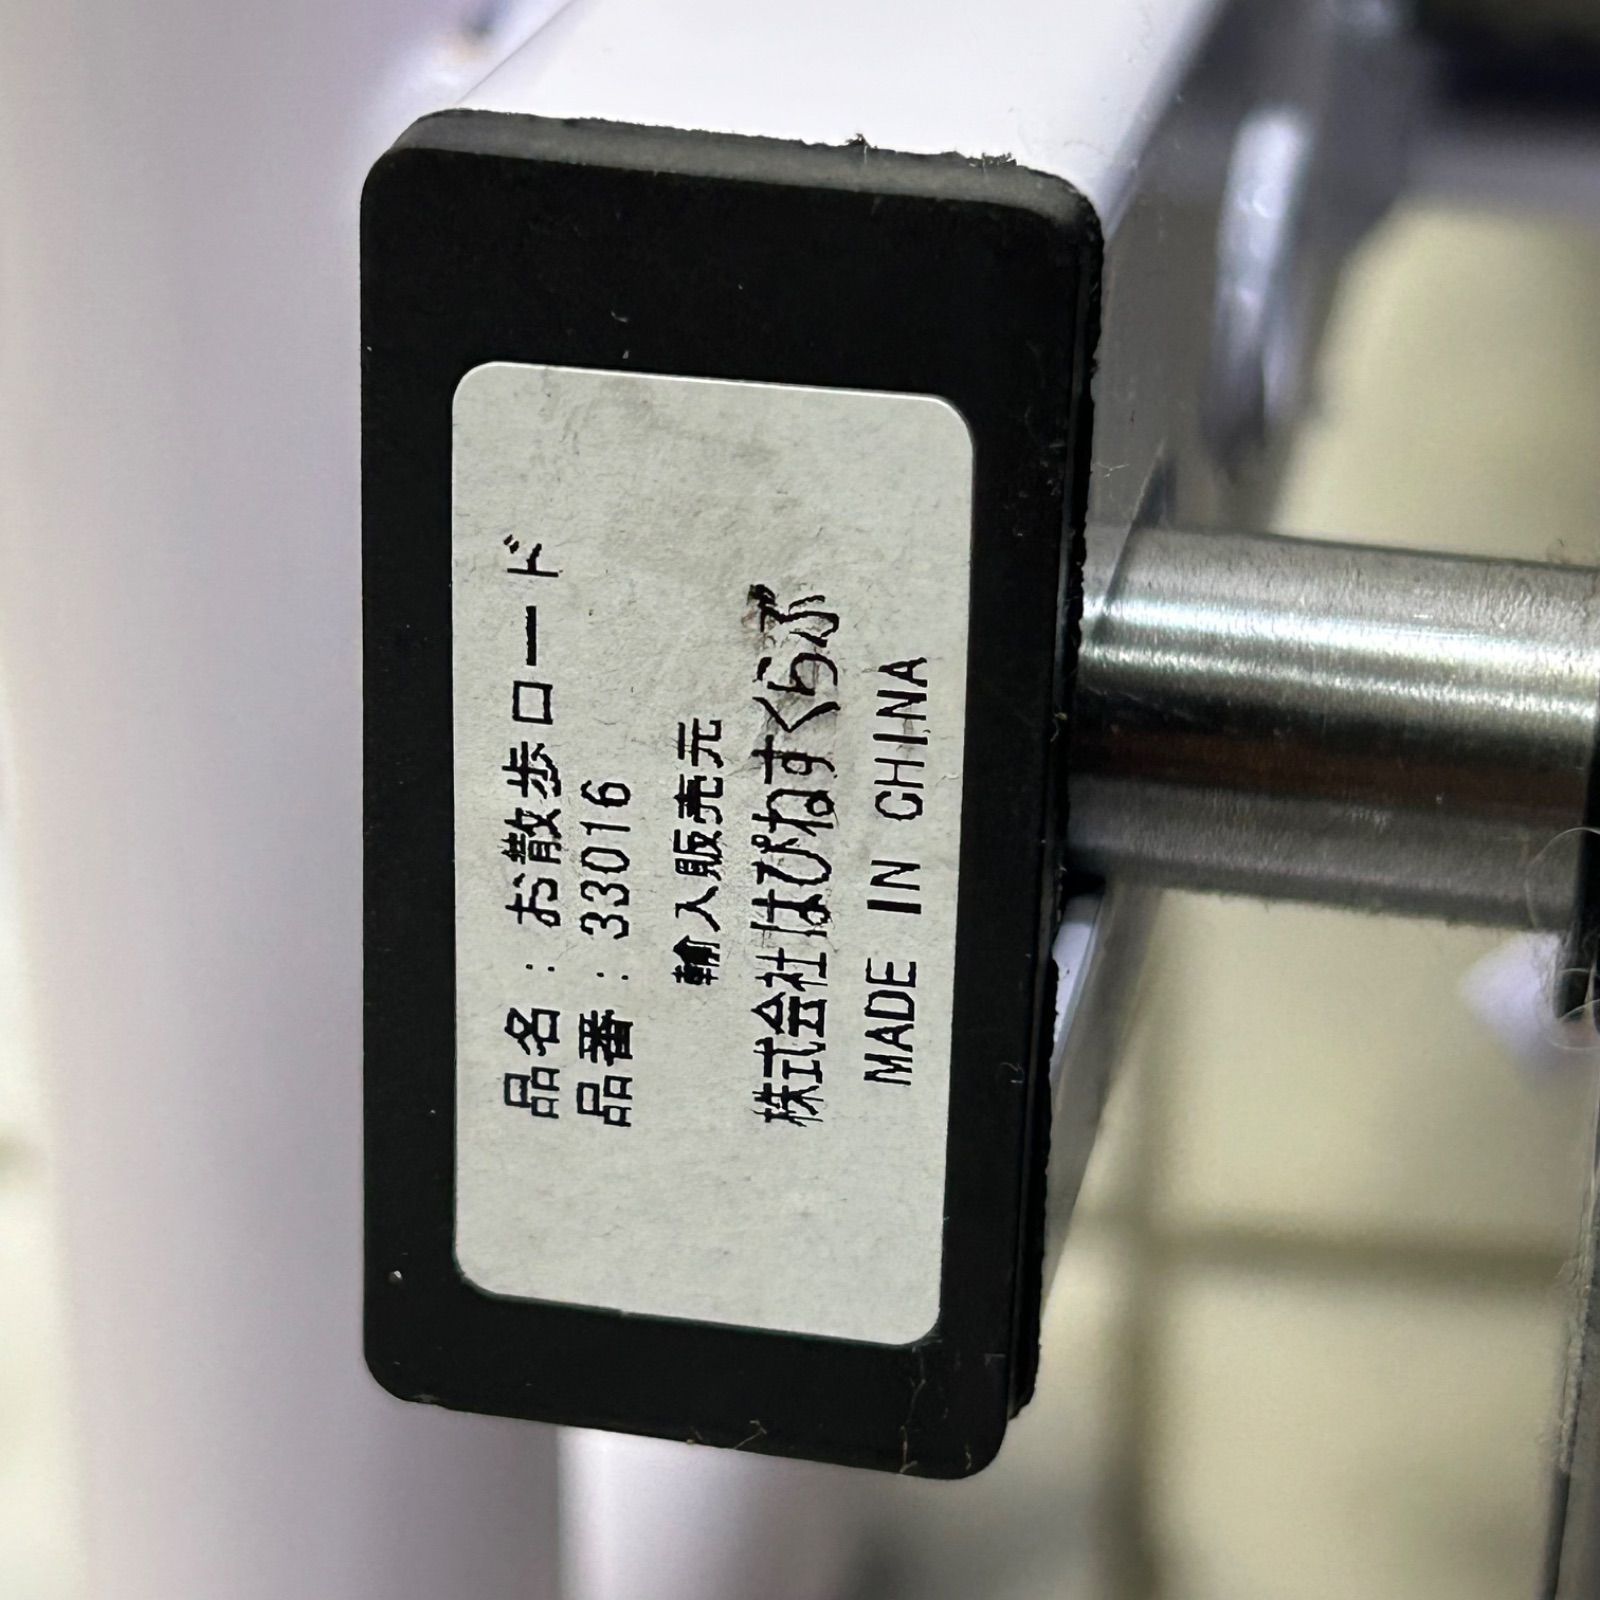 品名:お散歩ロード
品番:33016
輸入販売元
株式会社はぴねすくらぶ
MADE IN CHINA